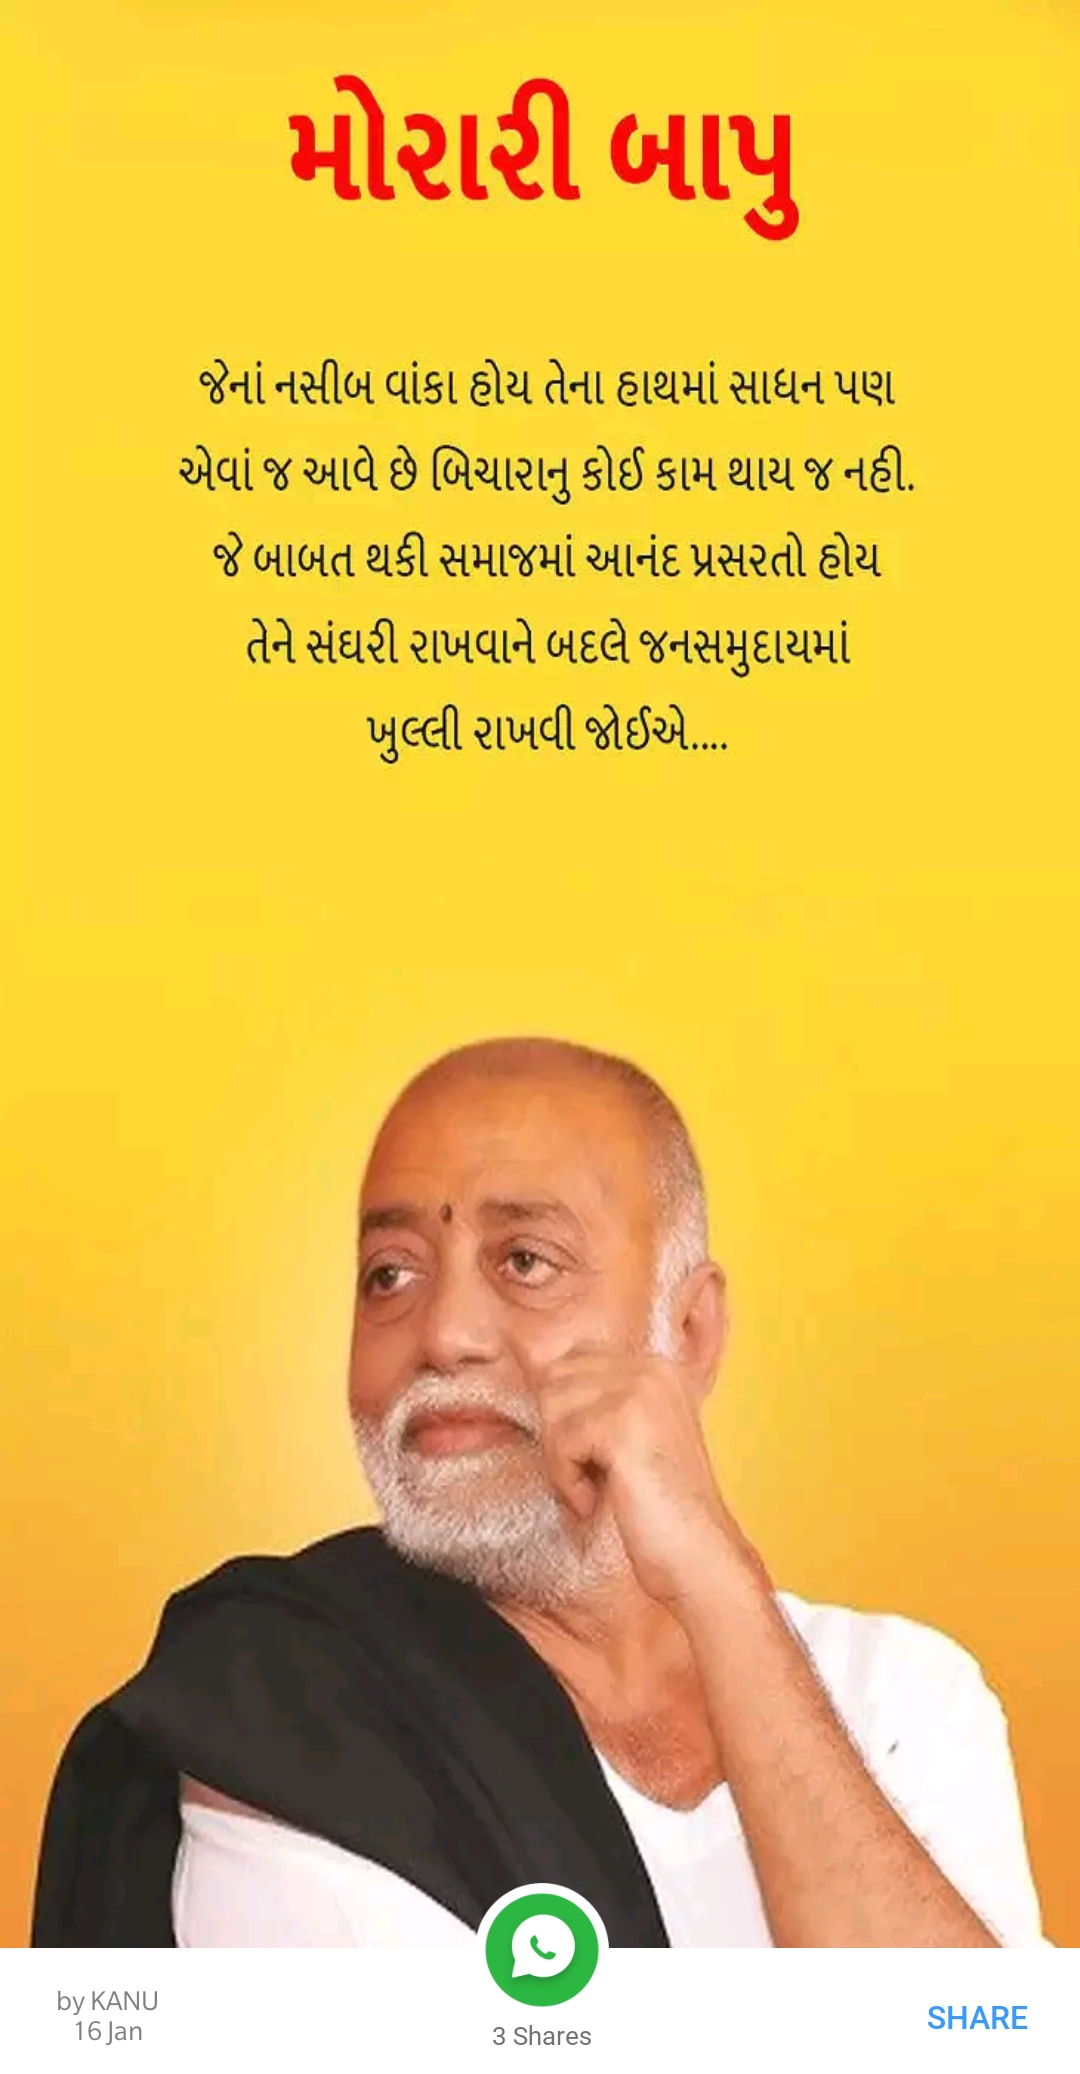 મોરારી બાપુ
જેનાં નસીબ વાંકા હોય તેના હાથમાં સાધન પણ
એવાં જ આવે છે બિચારાનુ કોઈ કામ થાય જ નહી.
જે બાબત થકી સમાજમાં આનંદ પ્રસરતો હોય
તેને સંઘરી રાખવાને બદલે જનસમુદાયમાં
ખુલ્લી રાખવી જોઈએ....
by KANU
16 Jan
3 Shares
SHARE